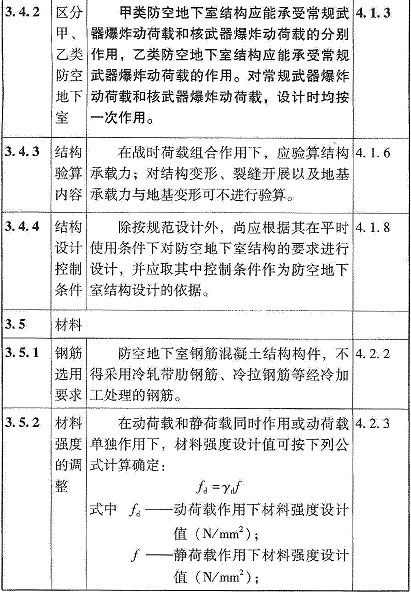 3.4.2 区分 甲类防空地下室结构应能承受常规武 4.1.3
甲、 器爆炸动荷载和核武器爆炸动荷载的分别
乙类 作用，乙类防空地下室结构应能承受常规
防空 武器爆炸动荷载的作用。对常规武器爆炸
地下 动荷载和核武器爆炸动荷载，设计时均按
室 一次作用。
3.4.3 结构 在战时荷载组合作用下，应验算结构 4.1.6
验算 承载力；对结构变形、裂缝开展以及地基
内容 承载力与地基变形可不进行验算。
3.4.4 结构 除按规范设计外，尚应根据其在平时 4.1.8
设计 使用条件下对防空地下室结构的要求进行
控制 设计，并应取其中控制条件作为防空地下
条件 室结构设计的依据。
3.5 材料
3.5.1 钢筋 防空地下室钢筋混凝土结构构件，不 4.2.2
选用 得采用冷轧带肋钢筋、冷拉钢筋等经冷加
要求 工处理的钢筋。
3.5.2 材料 在动荷载和静荷载同时作用或动荷载 4.2.3
强度 单独作用下，材料强度设计值可按下列公
的调 式计算确定：
整 f_d = γ_d f
式中 f_d ——动荷载作用下材料强度设计
值（N/mm²）；
f ——静荷载作用下材料强度设计
值（N/mm²）；